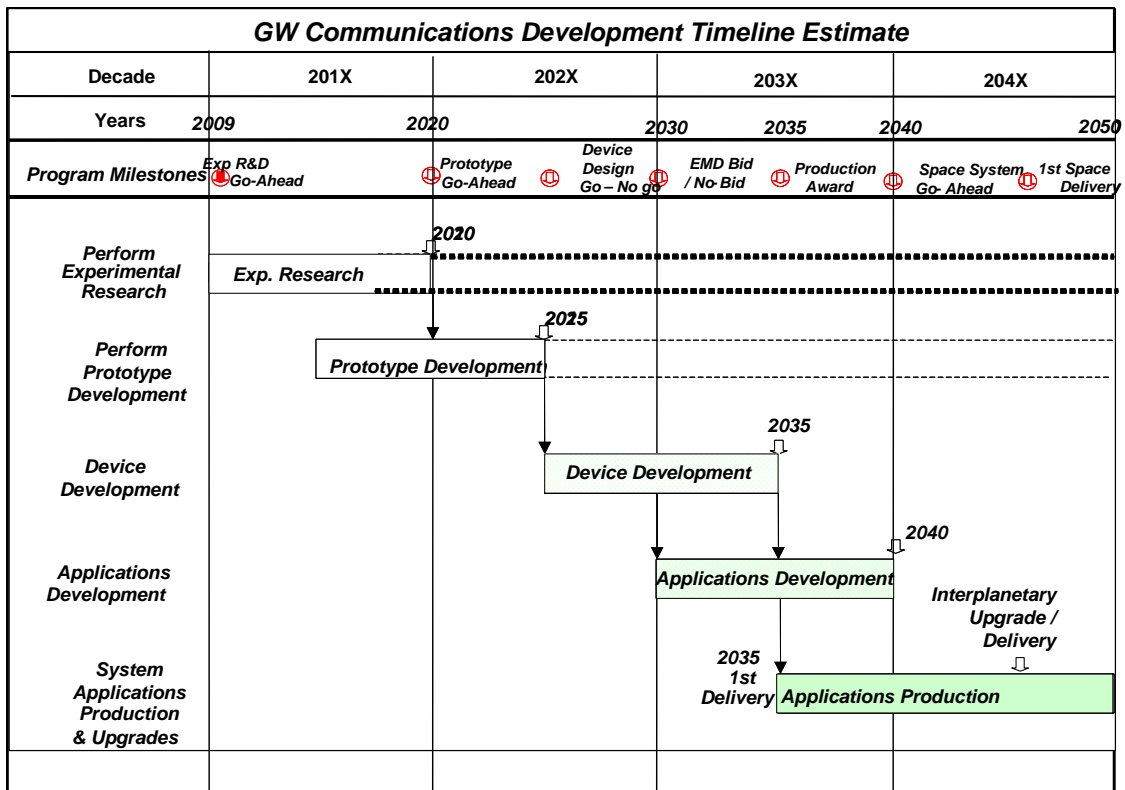 GW Communications Development Timeline Estimate
Decade 201X 202X 203X 204X
Years 2009 2020 2030 2035 2040 2050
Program Milestones
Exp R&D
Go-Ahead
Prototype
Go-Ahead
Device
Design
Go – No go
EMD Bid
/ No-Bid
Production
Award
Space System
Go- Ahead
1st Space
Delivery
Perform
Experimental
Research
Exp. Research
Perform
Prototype
Development
Prototype Development
2035
Device
Development
Device Development
2040
Applications
Development
Applications Development
Interplanetary
Upgrade /
Delivery
System
Applications
Production
& Upgrades
2035
1st
Delivery
Applications Production